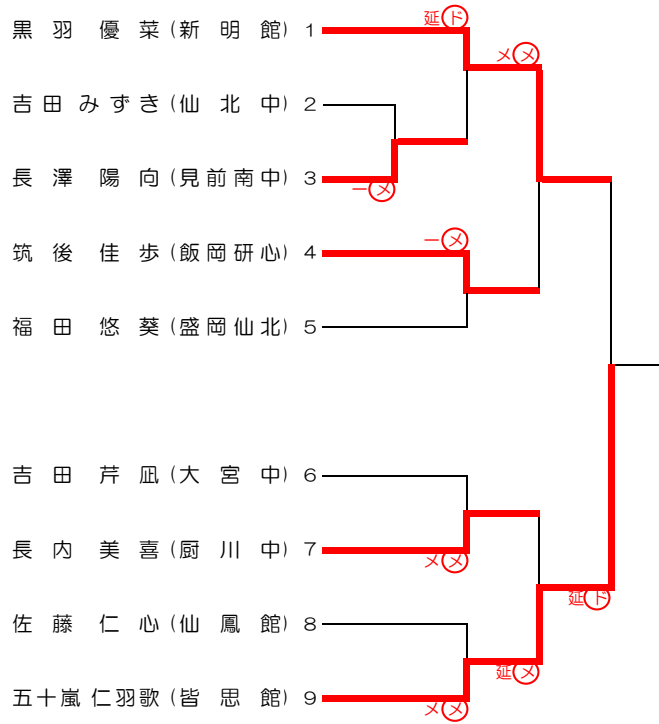 延ド
黒羽優菜(新明館) 1
メメ
吉田みずき(仙北中) 2
長澤陽向(見前南中) 3
一メ
一メ
筑後佳歩(飯岡研心) 4
福田悠葵(盛岡仙北) 5
吉田芹凪(大宮中) 6
長内美喜(厨川中) 7
メメ
延ド
佐藤仁心(仙鳳館) 8
延メ
五十嵐仁羽歌(皆思館) 9
メメ